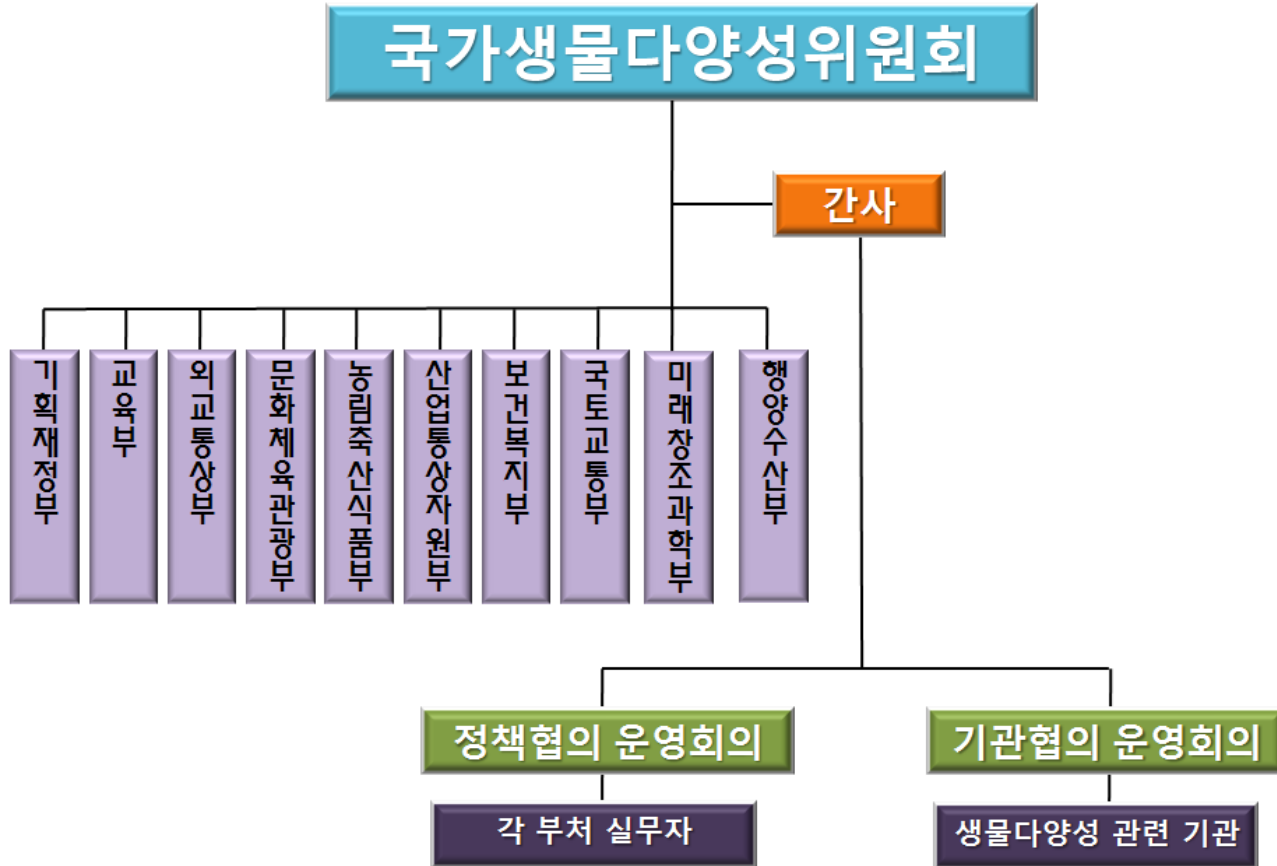 국가생물다양성위원회
간사
기획재정부
교육부
외교통상부
문화체육관광부
농림축산식품부
산업통상자원부
보건복지부
국토교통부
미래창조과학부
행양수산부
정책협의 운영회의
기관협의 운영회의
각 부처 실무자
생물다양성 관련 기관